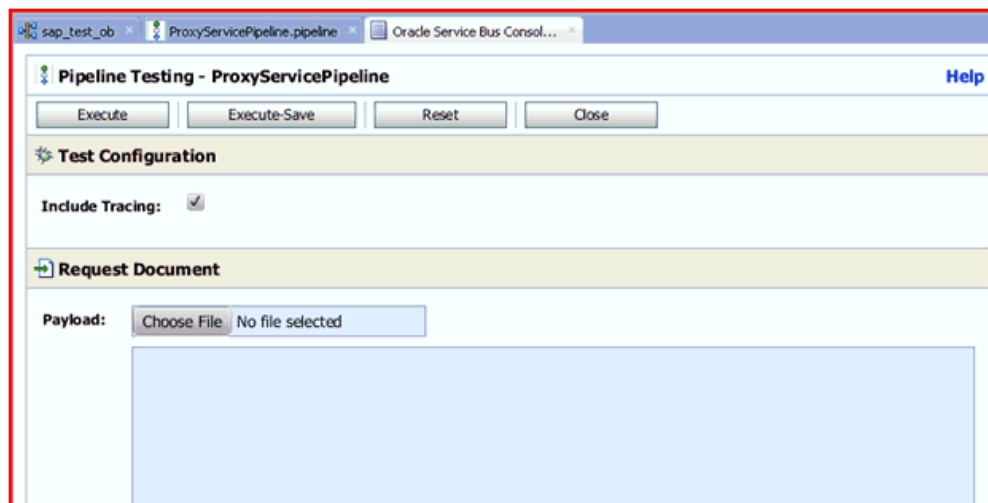 sap_test_ob × ProxyServicePipeline.pipeline × Oracle Service Bus Consol... ×
Pipeline Testing - ProxyServicePipeline Help
Execute Execute-Save Reset Close
Test Configuration
Include Tracing:
Request Document
Payload: Choose File No file selected